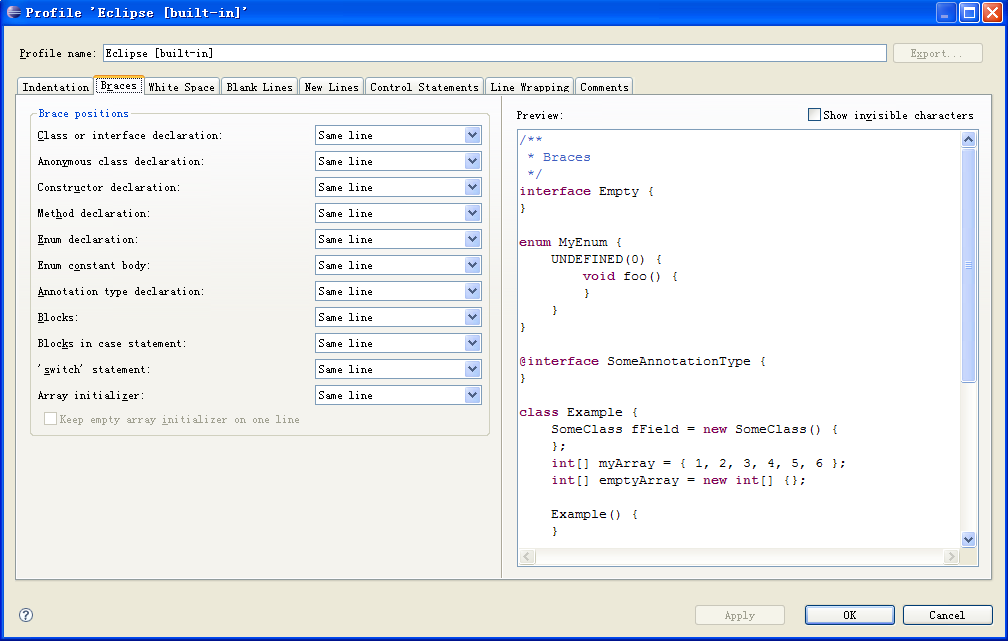 Profile 'Eclipse [built-in]'
Profile name: Eclipse [built-in] Export...
Indentation Braces White Space Blank Lines New Lines Control Statements Line Wrapping Comments
Brace positions
Class or interface declaration: Same line
Anonymous class declaration: Same line
Constructor declaration: Same line
Method declaration: Same line
Enum declaration: Same line
Enum constant body: Same line
Annotation type declaration: Same line
Blocks: Same line
Blocks in case statement: Same line
'switch' statement: Same line
Array initializer: Same line
Keep empty array initializer on one line
Preview: Show invisible characters
/**
 * Braces
 */
interface Empty {
}
enum MyEnum {
    UNDEFINED(0) {
        void foo() {
        }
    }
}
@interface SomeAnnotationType {
}
class Example {
    SomeClass fField = new SomeClass() {
    };
    int[] myArray = { 1, 2, 3, 4, 5, 6 };
    int[] emptyArray = new int[] {};
    Example() {
    }
? Apply OK Cancel